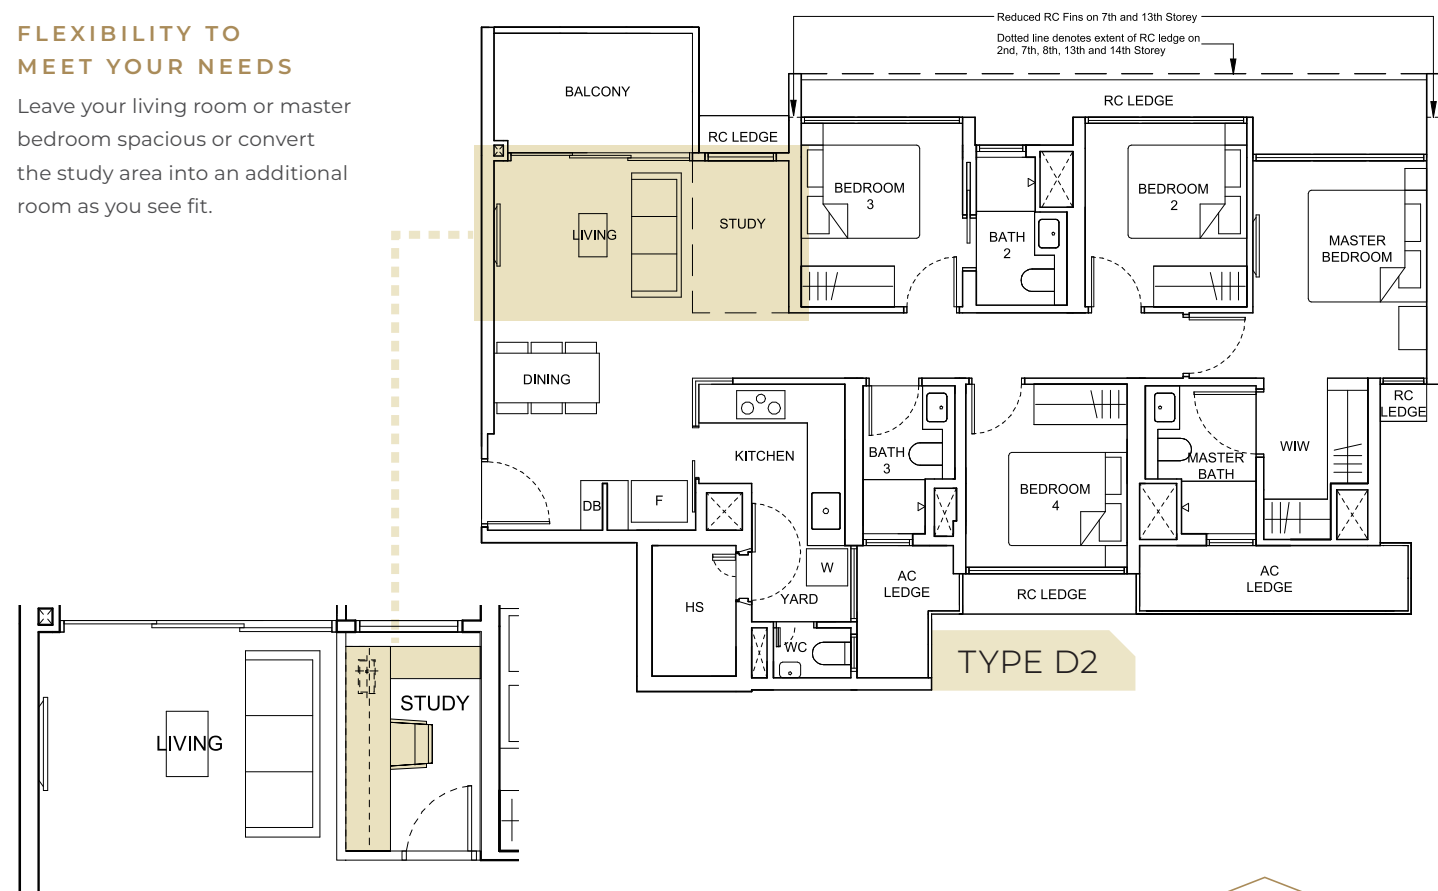 FLEXIBILITY TO
MEET YOUR NEEDS
Leave your living room or master
bedroom spacious or convert
the study area into an additional
room as you see fit.
Reduced RC Fins on 7th and 13th Storey
Dotted line denotes extent of RC ledge on
2nd, 7th, 8th, 13th and 14th Storey
BALCONY
RC LEDGE
RC LEDGE
BEDROOM
3
BATH
2
BEDROOM
2
MASTER
BEDROOM
LIVING
STUDY
DINING
KITCHEN
BATH
3
BEDROOM
4
MASTER
BATH
WIW
RC
LEDGE
DB
F
W
YARD
HS
WC
AC
LEDGE
RC LEDGE
AC
LEDGE
TYPE D2
LIVING
STUDY